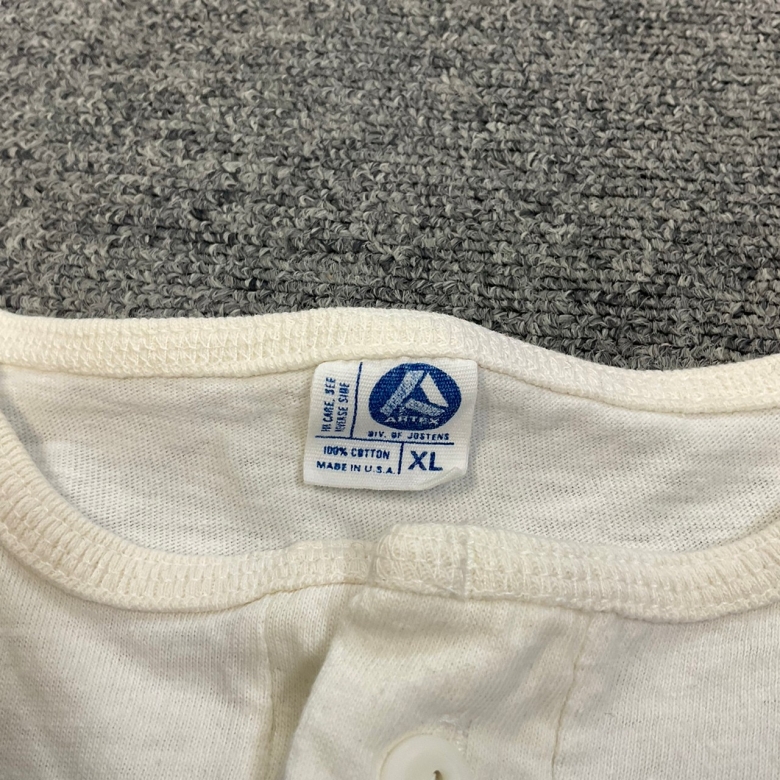 FOR CARE, SEE
REVERSE SIDE
ARTEX
DIV. OF JOSTENS
100% COTTON
MADE IN U.S.A.
XL